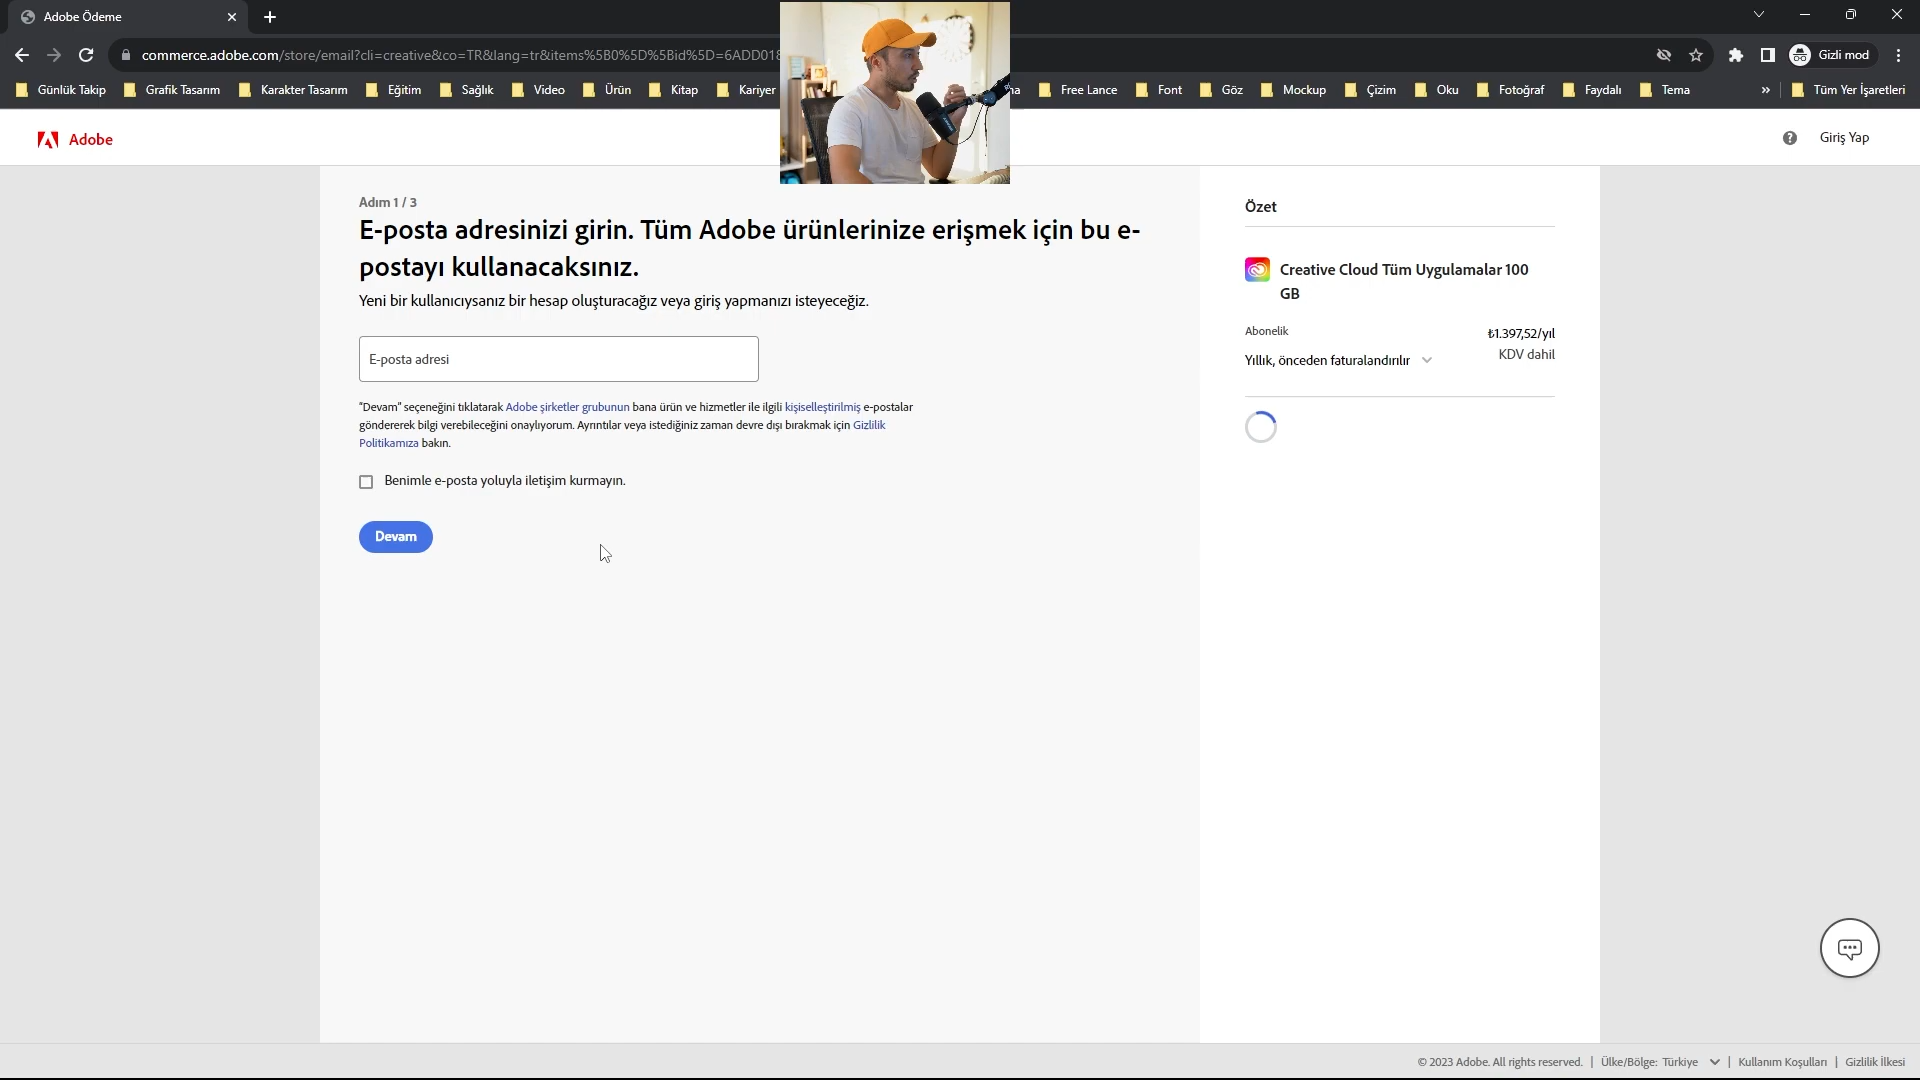 Adobe Ödeme
commerce.adobe.com/store/email?cli=creative&co=TR&lang=tr&items%5B0%5D%5Bid%5D=6ADD018
Gizli mod
Günlük Takip
Grafik Tasarım
Karakter Tasarım
Eğitim
Sağlık
Video
Ürün
Kitap
Kariyer
Free Lance
Font
Göz
Mockup
Çizim
Oku
Fotoğraf
Faydalı
Tema
»
Tüm Yer İşaretleri
Adobe
Giriş Yap
Adım 1 / 3
E-posta adresinizi girin. Tüm Adobe ürünlerinize erişmek için bu e-
postayı kullanacaksınız.
Yeni bir kullanıcıysanız bir hesap oluşturacağız veya giriş yapmanızı isteyeceğiz.
E-posta adresi
"Devam" seçeneğini tıklatarak Adobe şirketler grubunun bana ürün ve hizmetler ile ilgili kişiselleştirilmiş e-postalar
göndererek bilgi verebileceğini onaylıyorum. Ayrıntılar veya istediğiniz zaman devre dışı bırakmak için Gizlilik
Politikamıza bakın.
Benimle e-posta yoluyla iletişim kurmayın.
Devam
Özet
Creative Cloud Tüm Uygulamalar 100
GB
Abonelik
₺1.397,52/yıl
Yıllık, önceden faturalandırılır
KDV dahil
© 2023 Adobe. All rights reserved. | Ülke/Bölge: Türkiye | Kullanım Koşulları | Gizlilik İlkesi